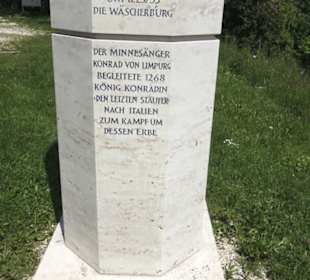 DIE WÄSCHERBURG
DER MINNESÄNGER
KONRAD VON LIMPURG
BEGLEITETE 1268
KÖNIG KONRADIN
·DEN LETZTEN STAUFER·
NACH ITALIEN
ZUM KAMPF UM
DESSEN ERBE